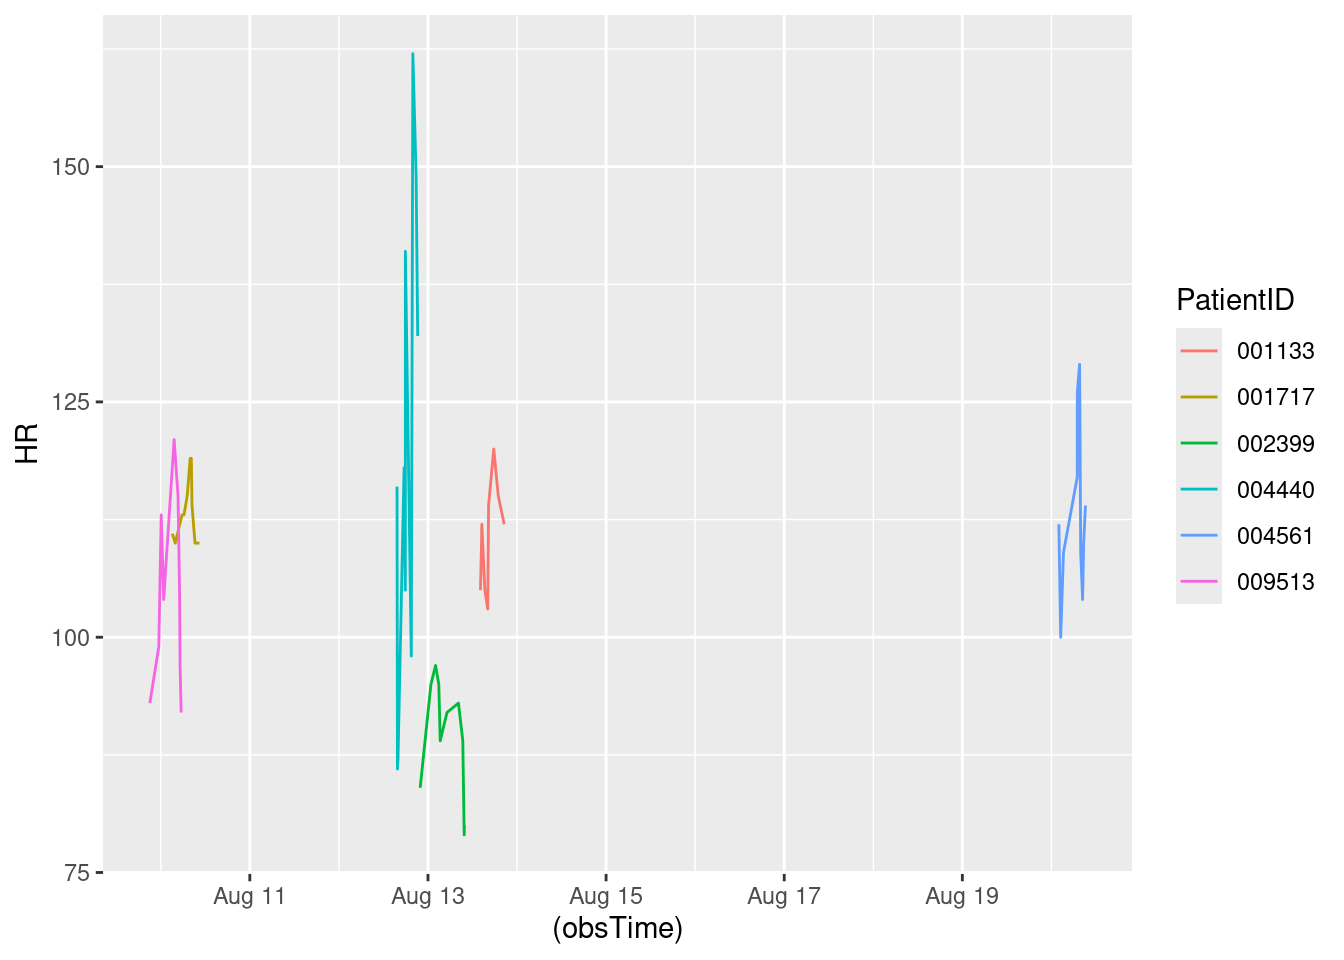 HR
150
125
100
75
Aug 11
Aug 13
Aug 15
Aug 17
Aug 19
(obsTime)
PatientID
001133
001717
002399
004440
004561
009513